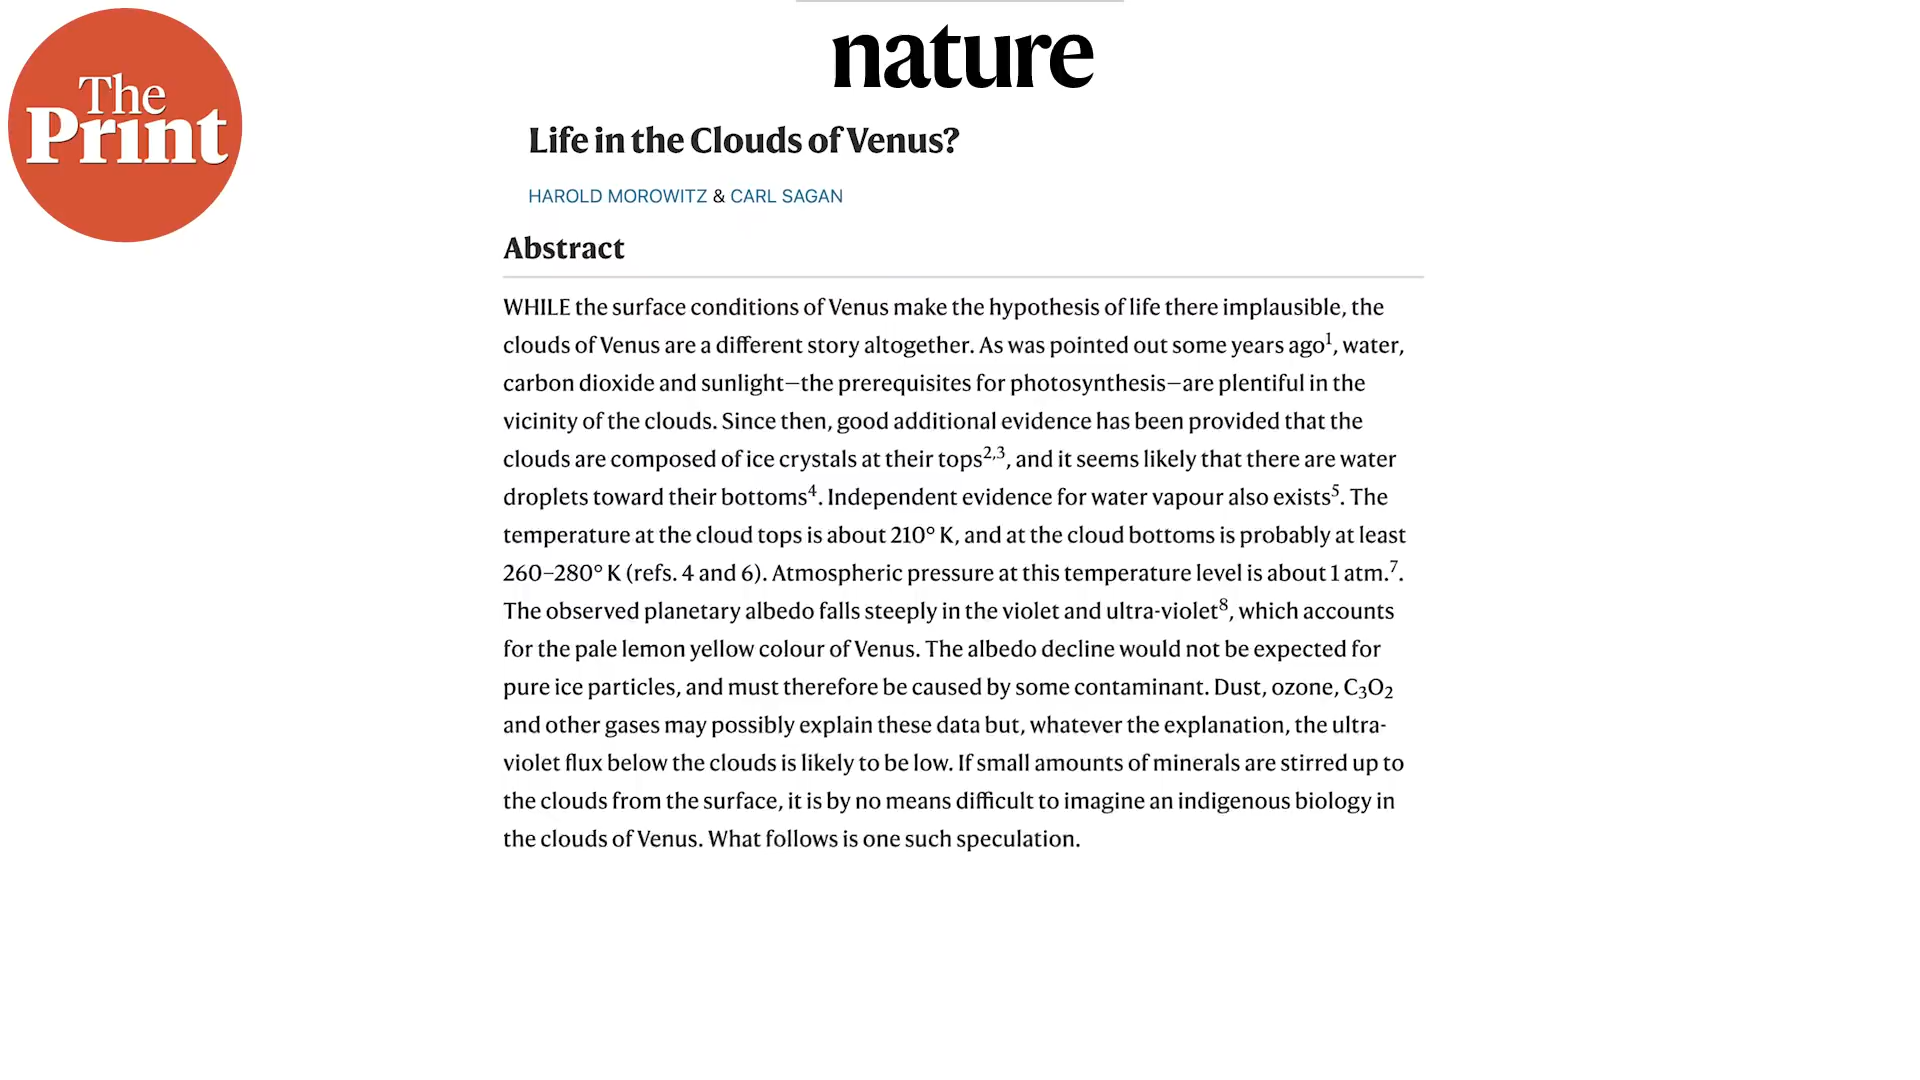 The
Print
nature
Life in the Clouds of Venus?
HAROLD MOROWITZ & CARL SAGAN
Abstract
WHILE the surface conditions of Venus make the hypothesis of life there implausible, the
clouds of Venus are a different story altogether. As was pointed out some years ago¹, water,
carbon dioxide and sunlight—the prerequisites for photosynthesis—are plentiful in the
vicinity of the clouds. Since then, good additional evidence has been provided that the
clouds are composed of ice crystals at their tops²,³, and it seems likely that there are water
droplets toward their bottoms⁴. Independent evidence for water vapour also exists⁵. The
temperature at the cloud tops is about 210° K, and at the cloud bottoms is probably at least
260–280° K (refs. 4 and 6). Atmospheric pressure at this temperature level is about 1 atm.⁷.
The observed planetary albedo falls steeply in the violet and ultra-violet⁸, which accounts
for the pale lemon yellow colour of Venus. The albedo decline would not be expected for
pure ice particles, and must therefore be caused by some contaminant. Dust, ozone, C₃O₂
and other gases may possibly explain these data but, whatever the explanation, the ultra-
violet flux below the clouds is likely to be low. If small amounts of minerals are stirred up to
the clouds from the surface, it is by no means difficult to imagine an indigenous biology in
the clouds of Venus. What follows is one such speculation.